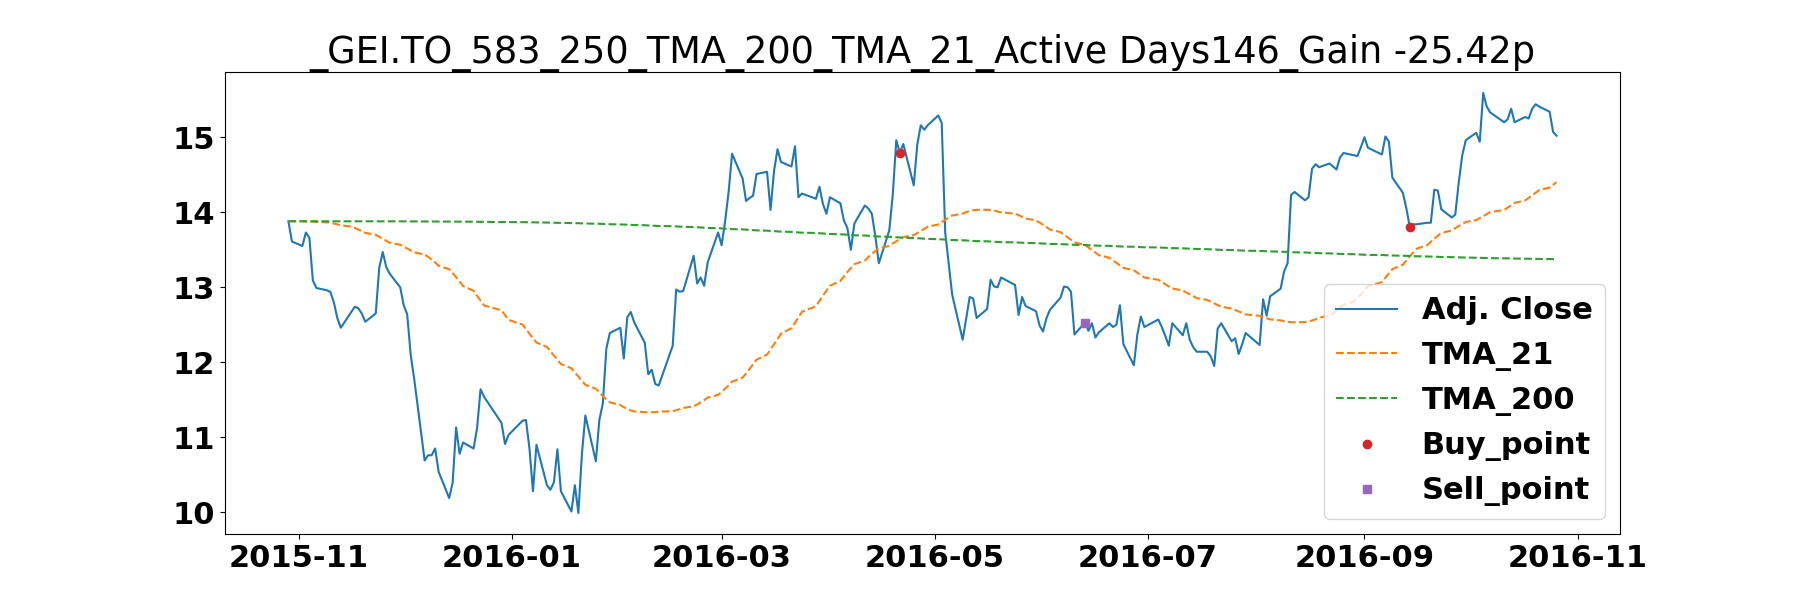 _GEI.TO_583_250_TMA_200_TMA_21_Active Days146_Gain -25.42p
15
14
13
12
11
10
Adj. Close
TMA_21
TMA_200
Buy_point
Sell_point
2015-11 2016-01 2016-03 2016-05 2016-07 2016-09 2016-11